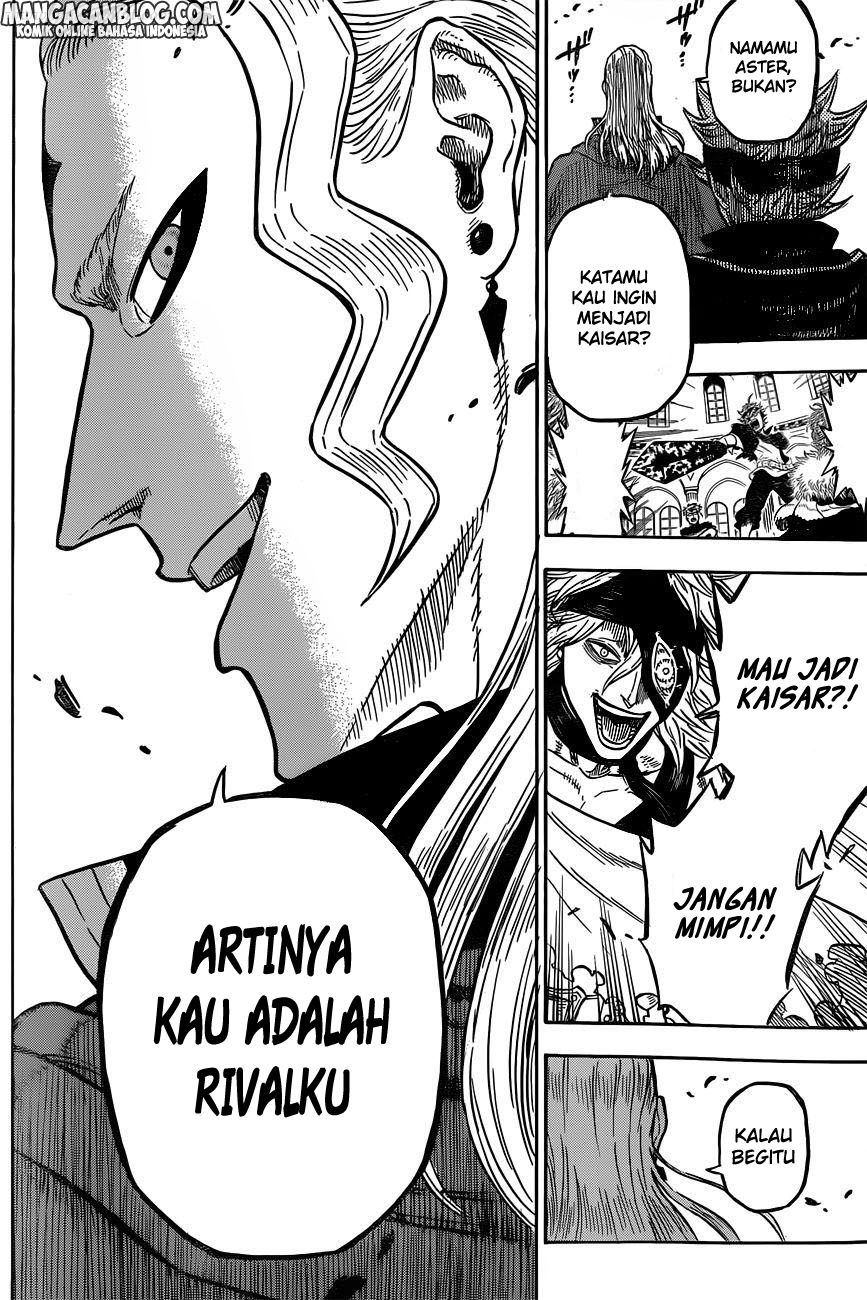 MANGACANBLOG.COM
KOMIK ONLINE BAHASA INDONESIA
NAMAMU
ASTER,
BUKAN?
KATAMU
KAU INGIN
MENJADI
KAISAR?
MAU JADI
KAISAR?!
JANGAN
MIMPI!!
KALAU
BEGITU
ARTINYA
KAU ADALAH
RIVALKU